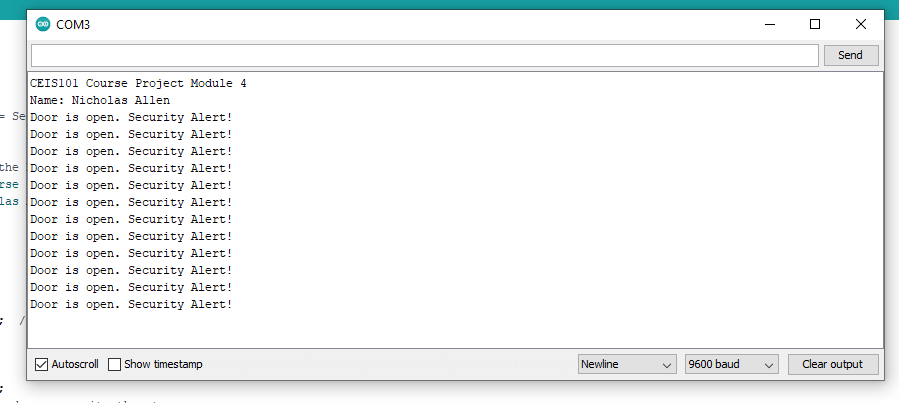 COM3
Send
CEIS101 Course Project Module 4
= Se
Name: Nicholas Allen
Door is open. Security Alert!
Door is open. Security Alert!
Door is open. Security Alert!
the
Door is open. Security Alert!
rse
Door is open. Security Alert!
las
Door is open. Security Alert!
Door is open. Security Alert!
Door is open. Security Alert!
Door is open. Security Alert!
Door is open. Security Alert!
Door is open. Security Alert!
Door is open. Security Alert!
; /
Autoscroll Show timestamp Newline 9600 baud Clear output
;